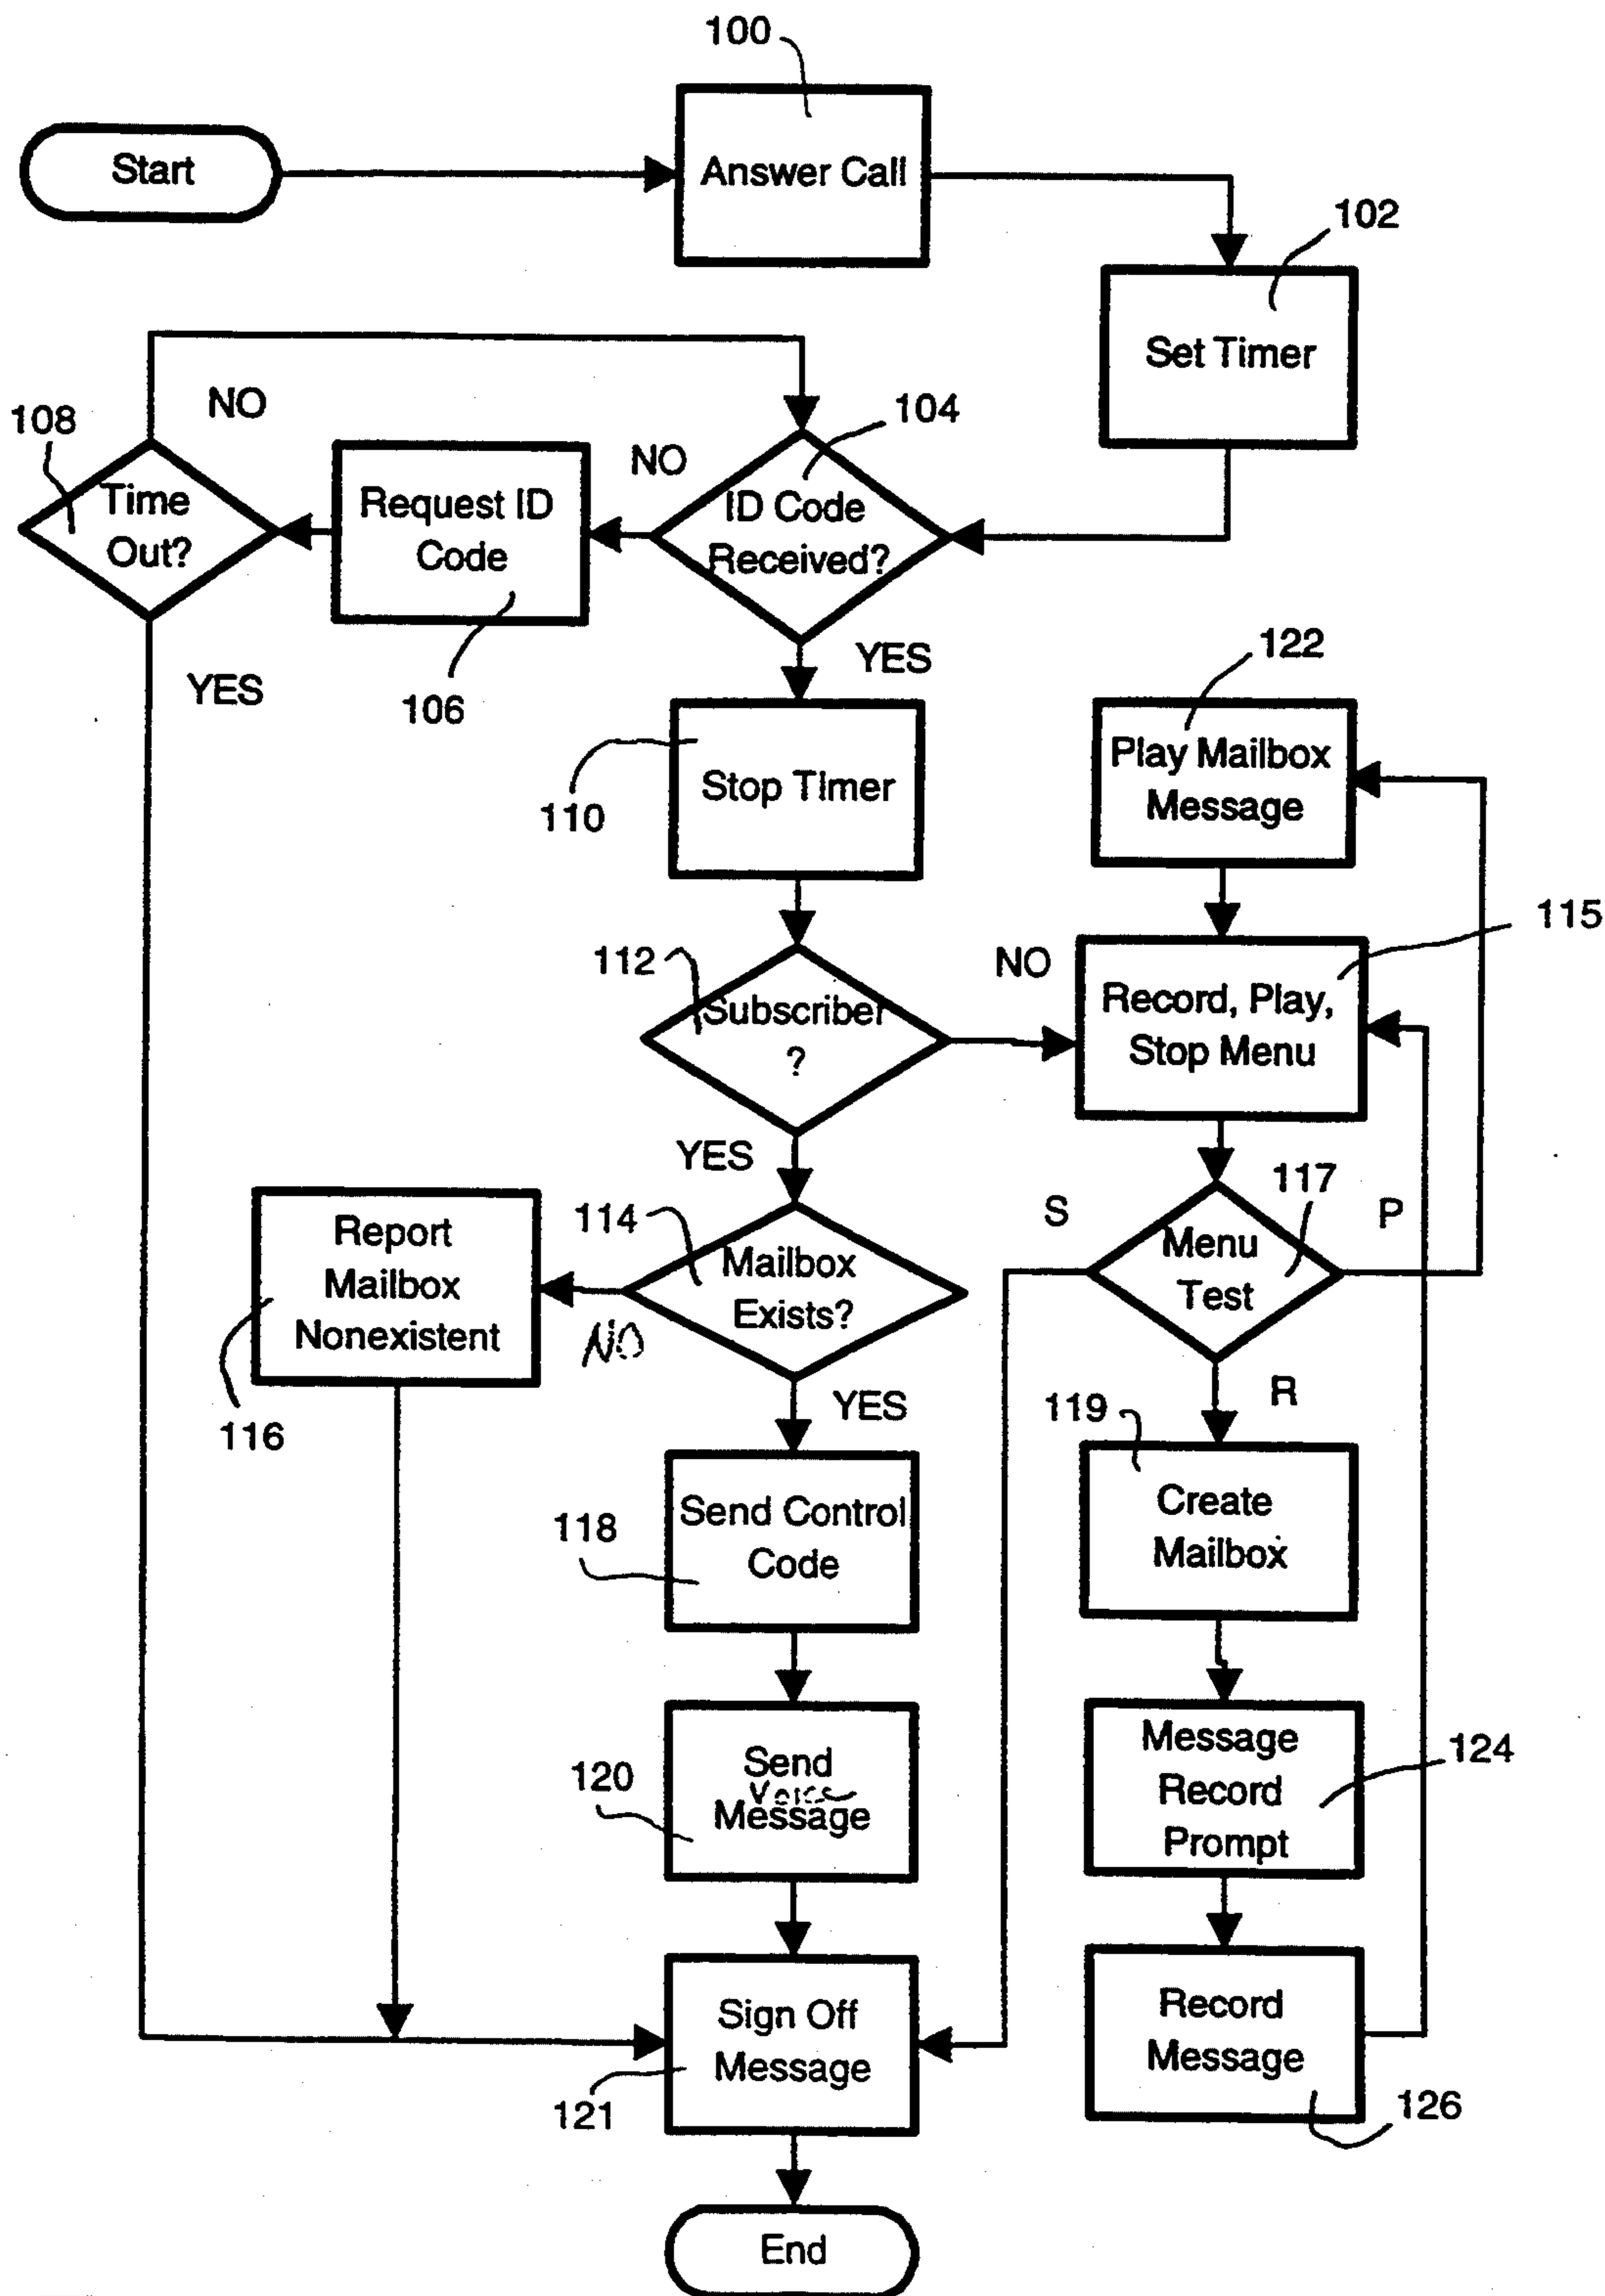 100
Start
Answer Call
102
Set Timer
NO
108
104
NO
Time
Out?
Request ID
Code
ID Code
Received?
YES
YES
106
122
Play Mailbox
Message
110
Stop Timer
115
112
NO
Subscriber
?
Record, Play,
Stop Menu
YES
117
S
P
114
Report
Mailbox
Nonexistent
Mailbox
Exists?
Menu
Test
NO
116
YES
R
119
118
Send Control
Code
Create
Mailbox
120
Send
Voice
Message
Message
Record
Prompt
124
Sign Off
Message
Record
Message
121
126
End